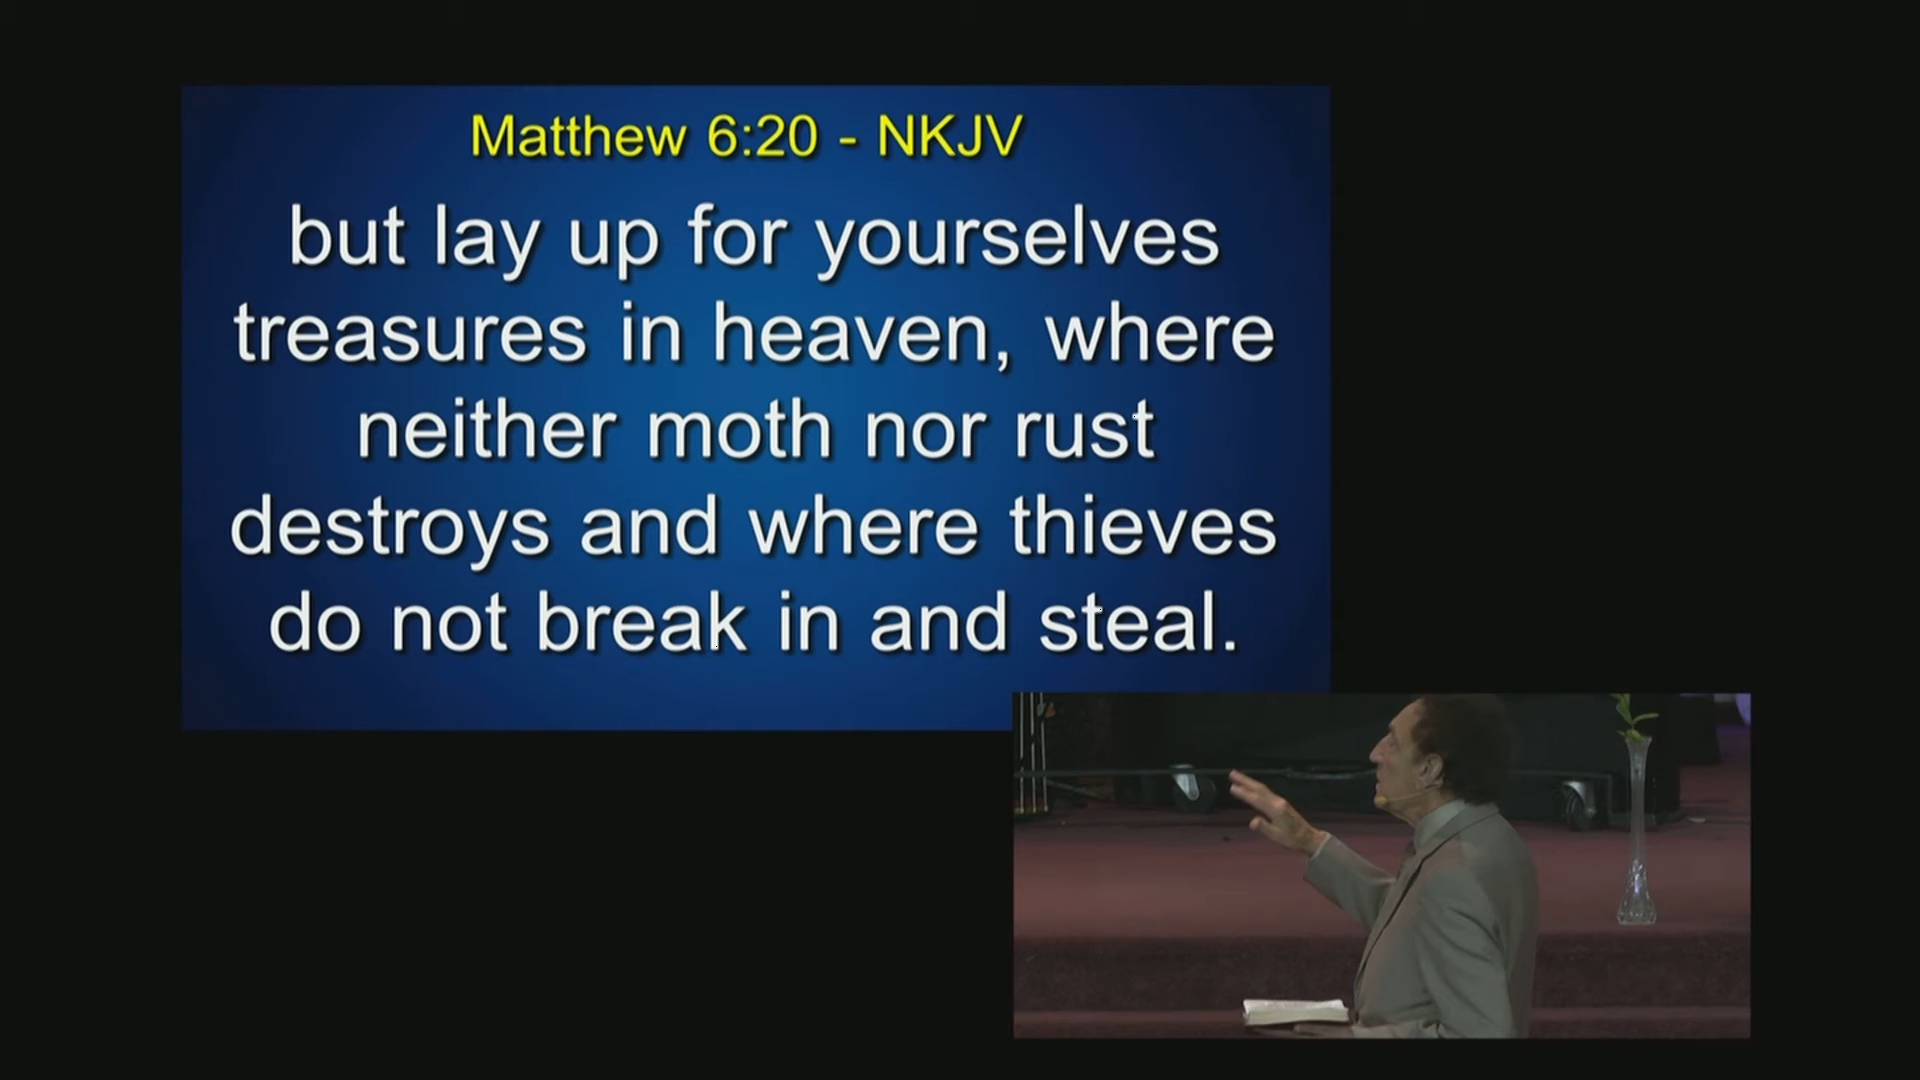 Matthew 6:20 - NKJV
but lay up for yourselves
treasures in heaven, where
neither moth nor rust
destroys and where thieves
do not break in and steal.